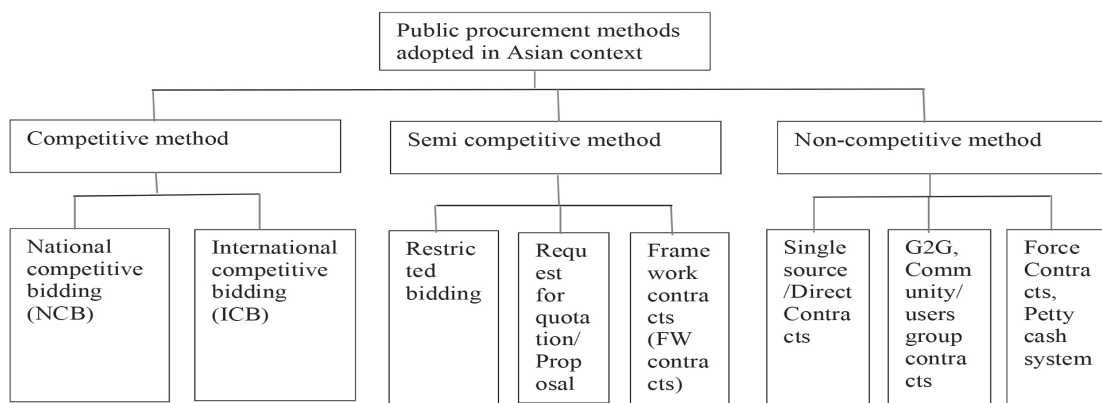 Public procurement methods
adopted in Asian context
Competitive method
Semi competitive method
Non-competitive method
National
competitive
bidding
(NCB)
International
competitive
bidding
(ICB)
Restric
ted
bidding
Requ
est
for
quota
tion/
Prop
osal
Frame
work
contra
cts
(FW
contra
cts)
Single
source
/Direct
Contra
cts
G2G,
Comm
unity/
users
group
contra
cts
Force
Contra
cts,
Petty
cash
system